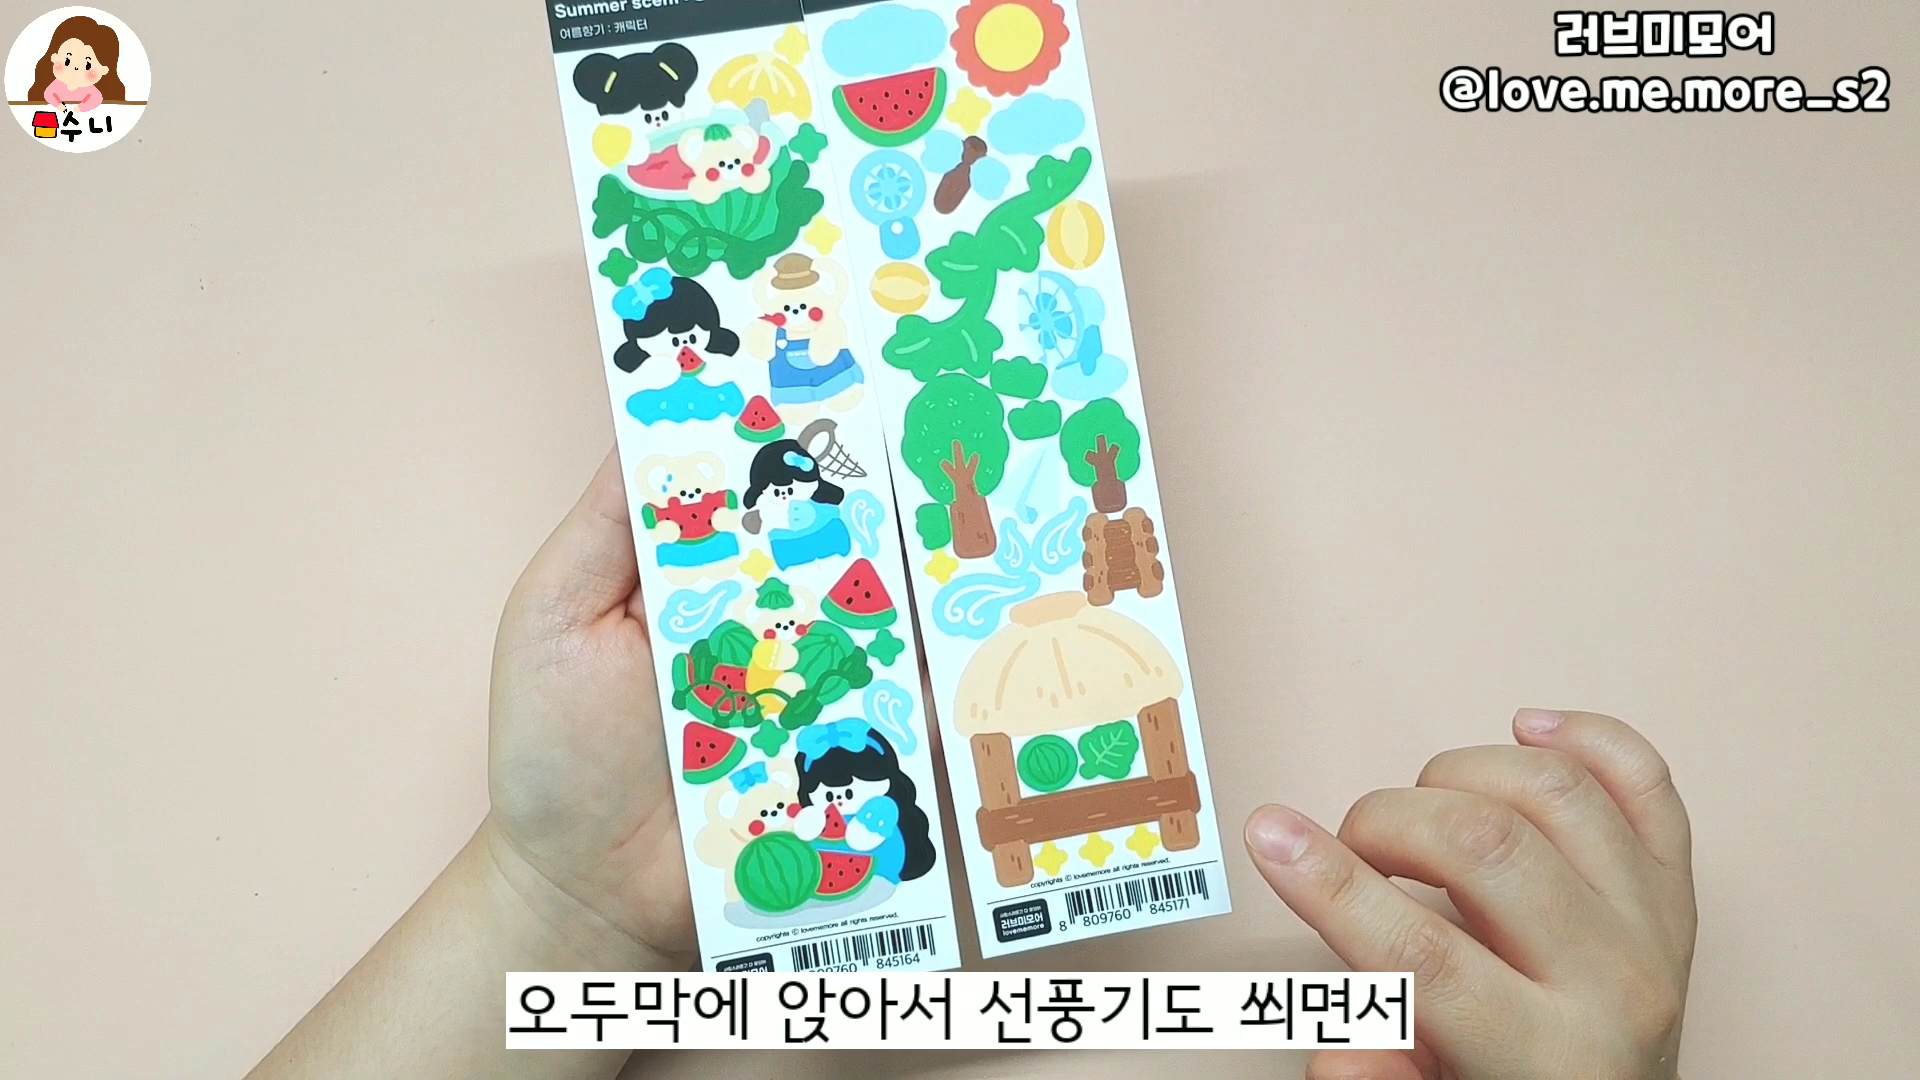 Summer scent
여름향기 : 캐릭터
수니
러브미모어
@love.me.more_s2
copyrights ⓒ lovememore all rights reserved.
845164
copyrights ⓒ lovememore all rights reserved.
러브미모어
lovememore
8 809760 845171
오두막에 앉아서 선풍기도 쐬면서